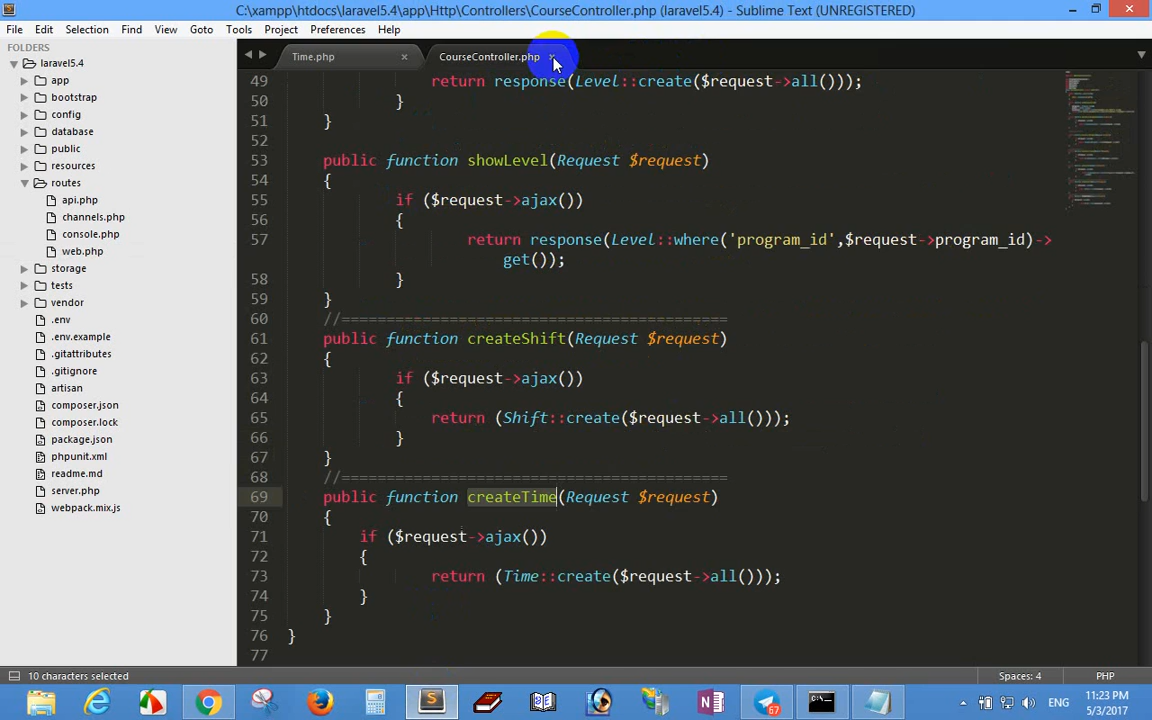 C:\xampp\htdocs\laravel5.4\app\Http\Controllers\CourseController.php (laravel5.4) - Sublime Text (UNREGISTERED)
File Edit Selection Find View Goto Tools Project Preferences Help
FOLDERS
laravel5.4
app
bootstrap
config
database
public
resources
routes
api.php
channels.php
console.php
web.php
storage
tests
vendor
.env
.env.example
.gitattributes
.gitignore
artisan
composer.json
composer.lock
package.json
phpunit.xml
readme.md
server.php
webpack.mix.js
Time.php × CourseController.php ×
49 return response(Level::create($request->all()));
50 }
51 }
52
53 public function showLevel(Request $request)
54 {
55 if ($request->ajax())
56 {
57 return response(Level::where('program_id',$request->program_id)->
get());
58 }
59 }
60 //===========================================
61 public function createShift(Request $request)
62 {
63 if ($request->ajax())
64 {
65 return (Shift::create($request->all()));
66 }
67 }
68 //===========================================
69 public function createTime(Request $request)
70 {
71 if ($request->ajax())
72 {
73 return (Time::create($request->all()));
74 }
75 }
76 }
77
10 characters selected Spaces: 4 PHP
67
ENG
11:23 PM
5/3/2017